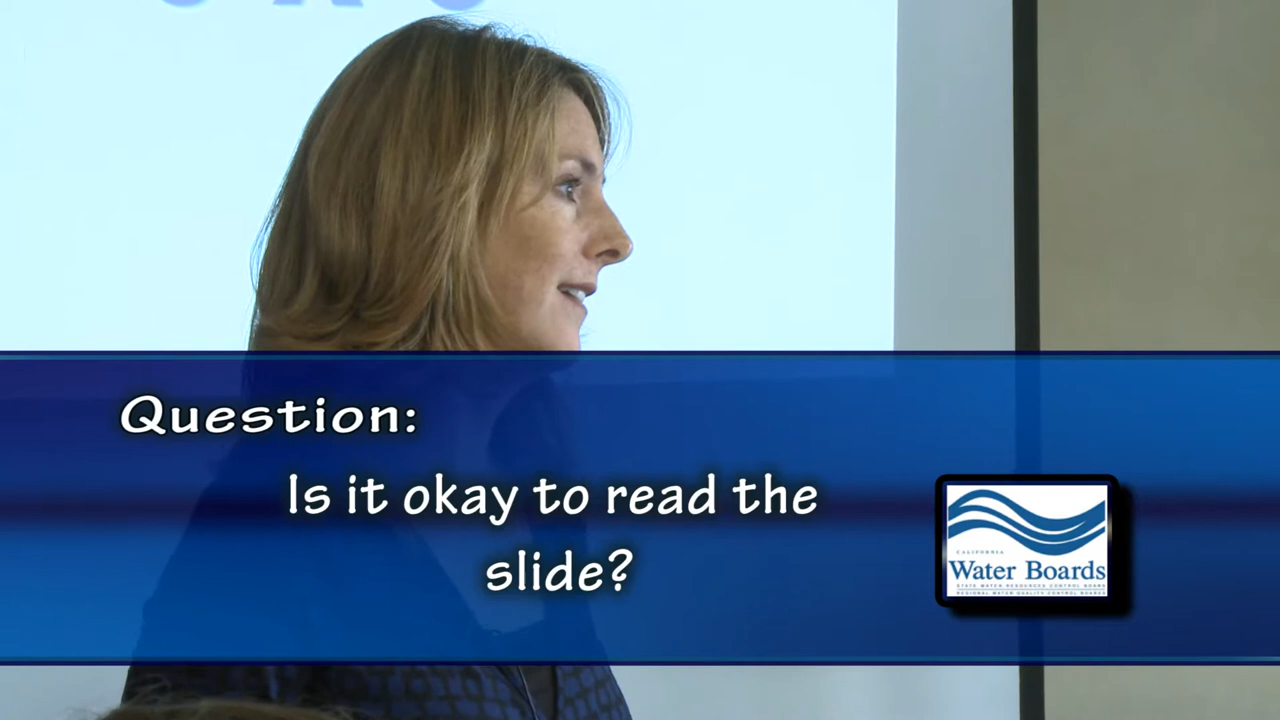 Question:
Is it okay to read the
slide?
CALIFORNIA
Water Boards
STATE WATER RESOURCES CONTROL BOARD
REGIONAL WATER QUALITY CONTROL BOARDS